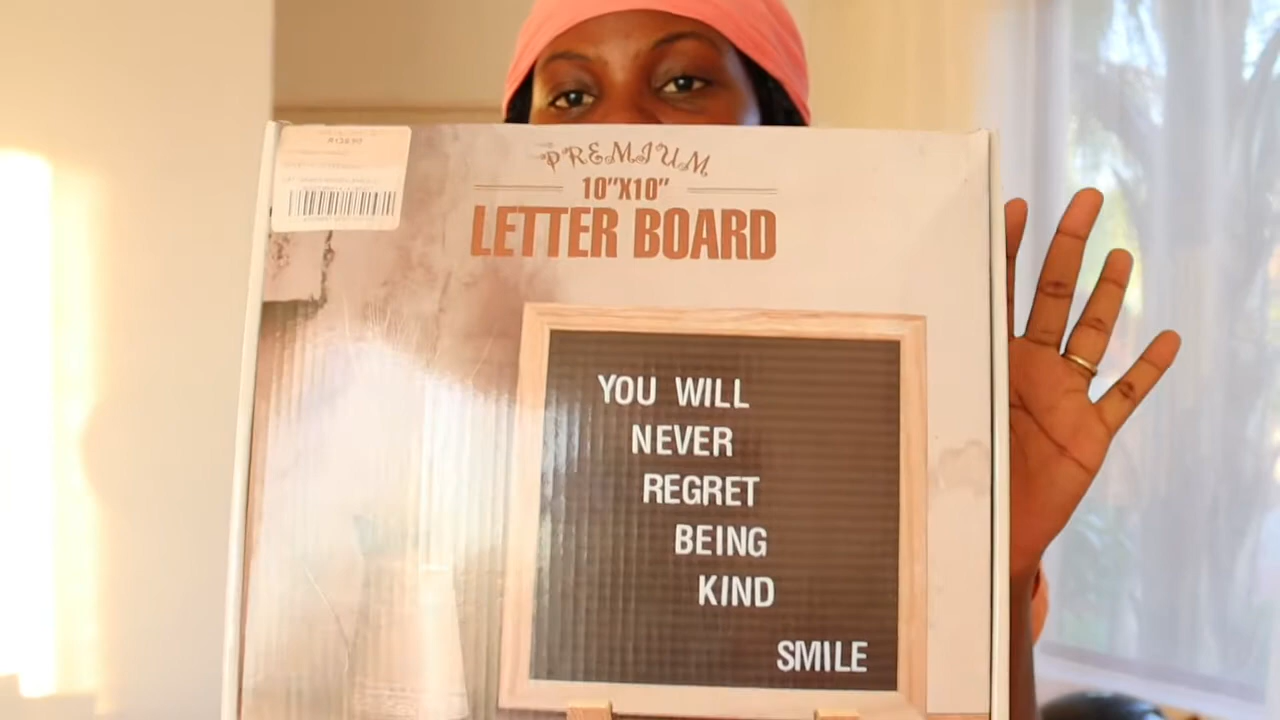 PREMIUM
10"X10"
LETTER BOARD
YOU WILL
NEVER
REGRET
BEING
KIND
SMILE